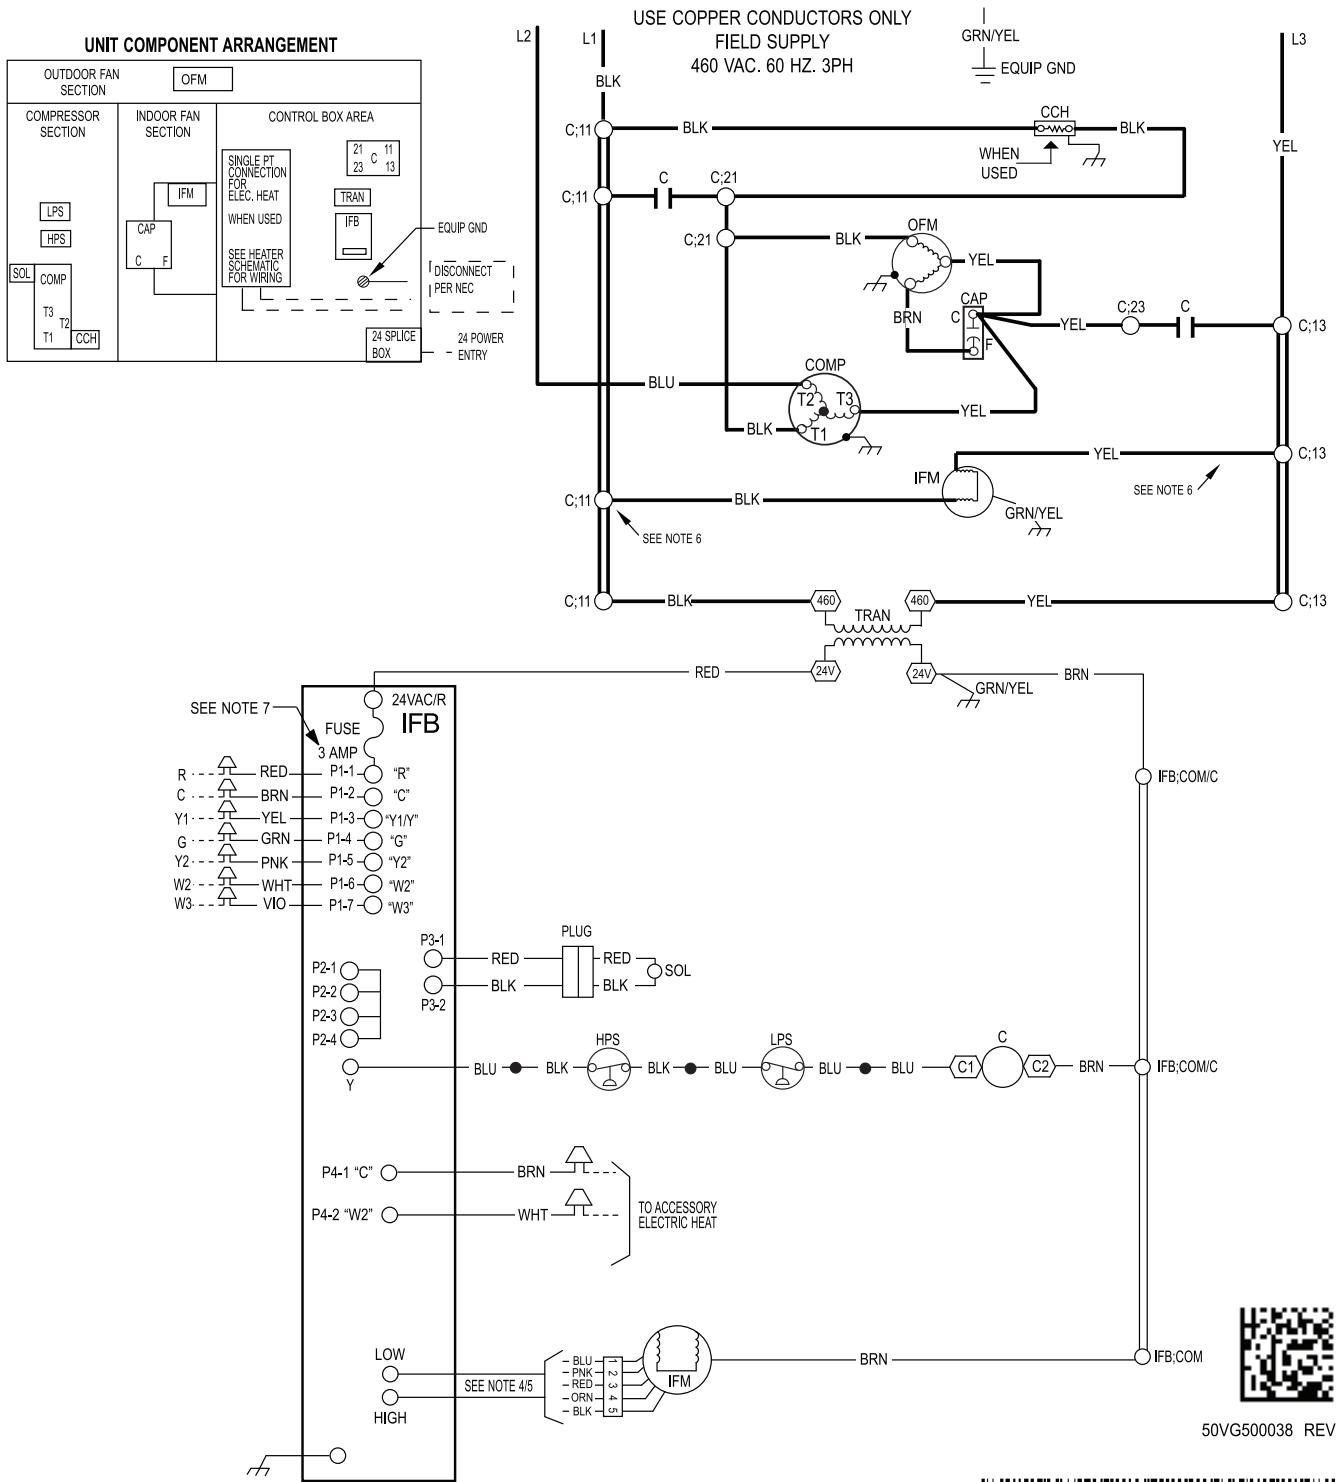 USE COPPER CONDUCTORS ONLY
FIELD SUPPLY
460 VAC. 60 HZ. 3PH
L2
L1
GRN/YEL
EQUIP GND
L3
UNIT COMPONENT ARRANGEMENT
OUTDOOR FAN
SECTION
OFM
COMPRESSOR
SECTION
INDOOR FAN
SECTION
CONTROL BOX AREA
LPS
HPS
SOL
COMP
T3
T2
T1
CCH
IFM
CAP
C F
SINGLE PT
CONNECTION
FOR
ELEC. HEAT
WHEN USED
SEE HEATER
SCHEMATIC
FOR WIRING
21 11
C
23 13
TRAN
IFB
EQUIP GND
DISCONNECT
PER NEC
24 SPLICE
BOX
24 POWER
ENTRY
BLK
YEL
C;11
BLK
CCH
BLK
WHEN
USED
C;11
C
C;21
C;21
BLK
OFM
YEL
BRN
CAP
C
F
YEL
C;23
C
C;13
BLU
COMP
T2
T3
T1
BLK
YEL
C;11
BLK
IFM
YEL
C;13
GRN/YEL
SEE NOTE 6
SEE NOTE 6
C;11
BLK
460
460
TRAN
YEL
C;13
RED
24V
24V
GRN/YEL
BRN
SEE NOTE 7
24VAC/R
IFB
FUSE
3 AMP
R RED P1-1 "R"
C BRN P1-2 "C"
Y1 YEL P1-3 "Y1/Y"
G GRN P1-4 "G"
Y2 PNK P1-5 "Y2"
W2 WHT P1-6 "W2"
W3 VIO P1-7 "W3"
IFB;COM/C
P3-1
RED
PLUG
RED
SOL
BLK
BLK
P3-2
P2-1
P2-2
P2-3
P2-4
Y
BLU
BLK
HPS
BLK
BLU
LPS
BLU
BLU
C1
C
C2
BRN
IFB;COM/C
P4-1 "C"
BRN
P4-2 "W2"
WHT
TO ACCESSORY
ELECTRIC HEAT
LOW
HIGH
SEE NOTE 4/5
BLU 1
PNK 2
RED 3
ORN 4
BLK 5
IFM
BRN
IFB;COM
50VG500038 REV